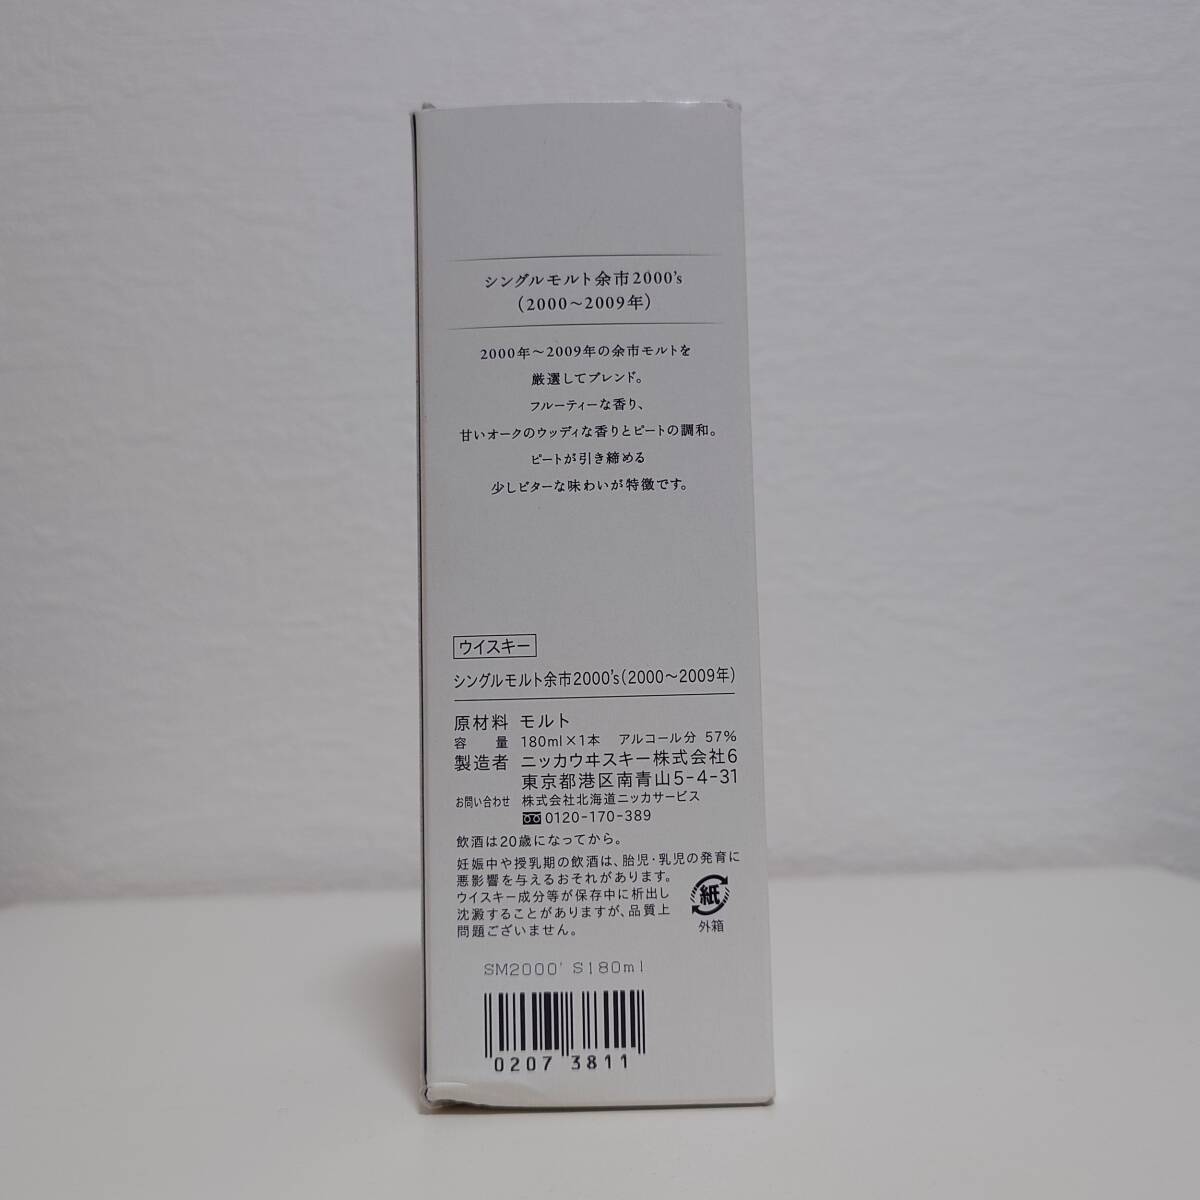 シングルモルト余市2000's
(2000～2009年)
2000年～2009年の余市モルトを
厳選してブレンド。
フルーティーな香り、
甘いオークのウッディな香りとピートの調和。
ピートが引き締める
少しビターな味わいが特徴です。
ウイスキー
シングルモルト余市2000's(2000～2009年)
原材料 モルト
容量 180ml×1本 アルコール分 57%
製造者 ニッカウヰスキー株式会社6
東京都港区南青山5-4-31
お問い合わせ 株式会社北海道ニッカサービス
0120-170-389
飲酒は20歳になってから。
妊娠中や授乳期の飲酒は、胎児・乳児の発育に
悪影響を与えるおそれがあります。
ウイスキー成分等が保存中に析出し
沈澱することがありますが、品質上
問題ございません。
紙
外箱
SM2000' S180ml
0207 3811